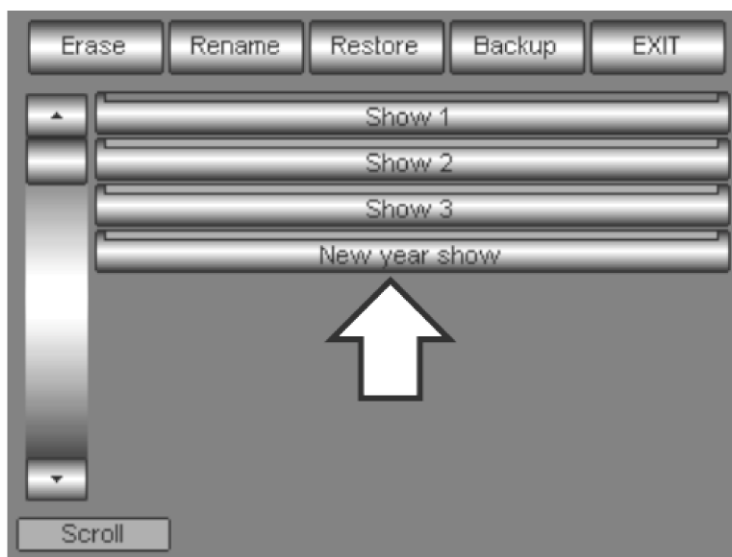 Erase Rename Restore Backup EXIT
Show 1
Show 2
Show 3
New year show
Scroll